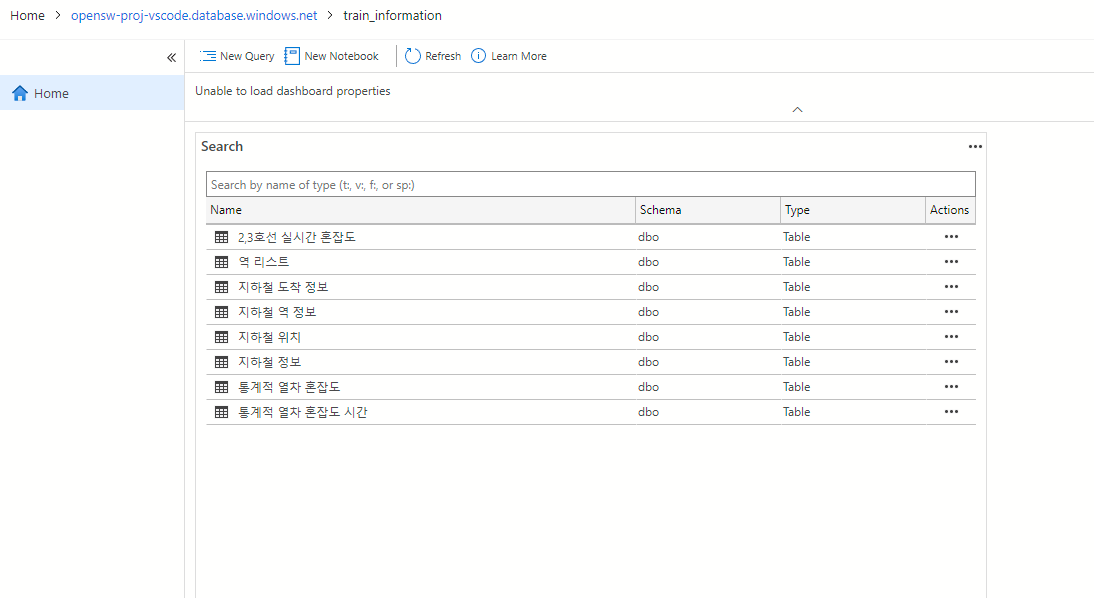 Home > opensw-proj-vscode.database.windows.net > train_information
«
New Query New Notebook Refresh Learn More
Home
Unable to load dashboard properties
Search •••
Search by name of type (t:, v:, f:, or sp:)
Name Schema Type Actions
2,3호선 실시간 혼잡도 dbo Table •••
역 리스트 dbo Table •••
지하철 도착 정보 dbo Table •••
지하철 역 정보 dbo Table •••
지하철 위치 dbo Table •••
지하철 정보 dbo Table •••
통계적 열차 혼잡도 dbo Table •••
통계적 열차 혼잡도 시간 dbo Table •••